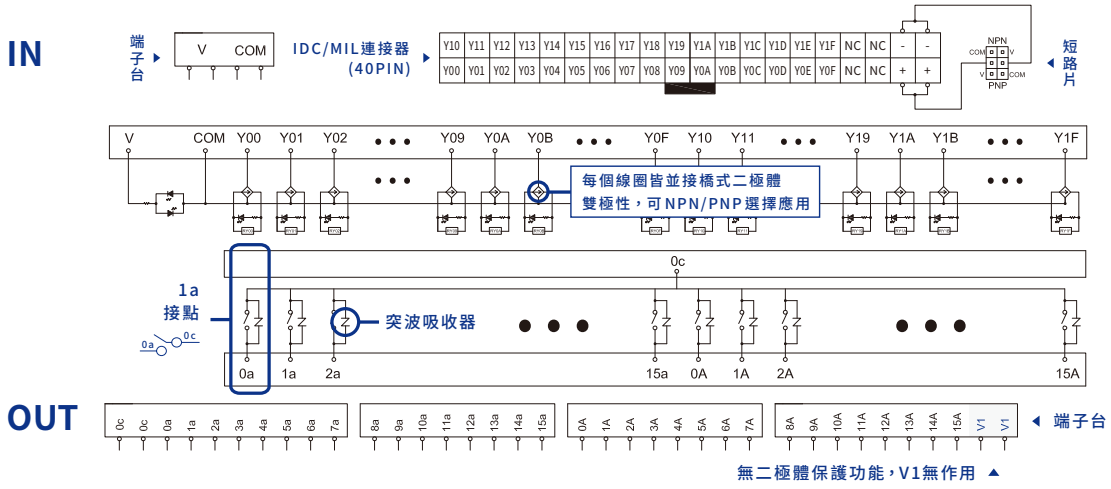 IN
端子台
V COM
IDC/MIL連接器
(40PIN)
Y10 Y11 Y12 Y13 Y14 Y15 Y16 Y17 Y18 Y19 Y1A Y1B Y1C Y1D Y1E Y1F NC NC - -
Y00 Y01 Y02 Y03 Y04 Y05 Y06 Y07 Y08 Y09 Y0A Y0B Y0C Y0D Y0E Y0F NC NC + +
NPN
COM V
V COM
PNP
短路片
V COM Y00 Y01 Y02 Y09 Y0A Y0B Y0F Y10 Y11 Y19 Y1A Y1B Y1F
每個線圈皆並接橋式二極體
雙極性，可NPN/PNP選擇應用
0c
1a
接點
0a 0c
突波吸收器
0a 1a 2a 15a 0A 1A 2A 15A
OUT
0c 0c 0a 1a 2a 3a 4a 5a 6a 7a
8a 9a 10a 11a 12a 13a 14a 15a
0A 1A 2A 3A 4A 5A 6A 7A
8A 9A 10A 11A 12A 13A 14A 15A V1 V1
端子台
無二極體保護功能，V1無作用